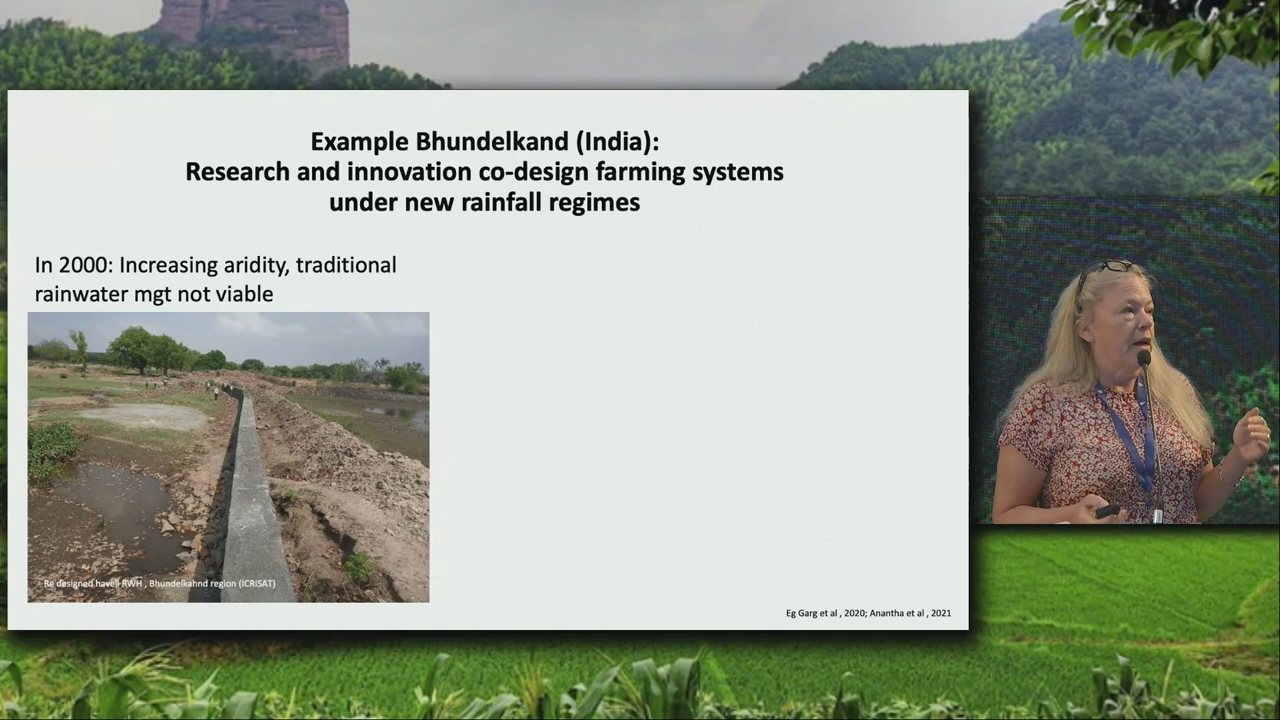 Example Bhundelkand (India):
Research and innovation co-design farming systems
under new rainfall regimes
In 2000: Increasing aridity, traditional
rainwater mgt not viable
Re designed haveli RWH , Bhundelkahnd region (ICRISAT)
Eg Garg et al , 2020; Anantha et al , 2021